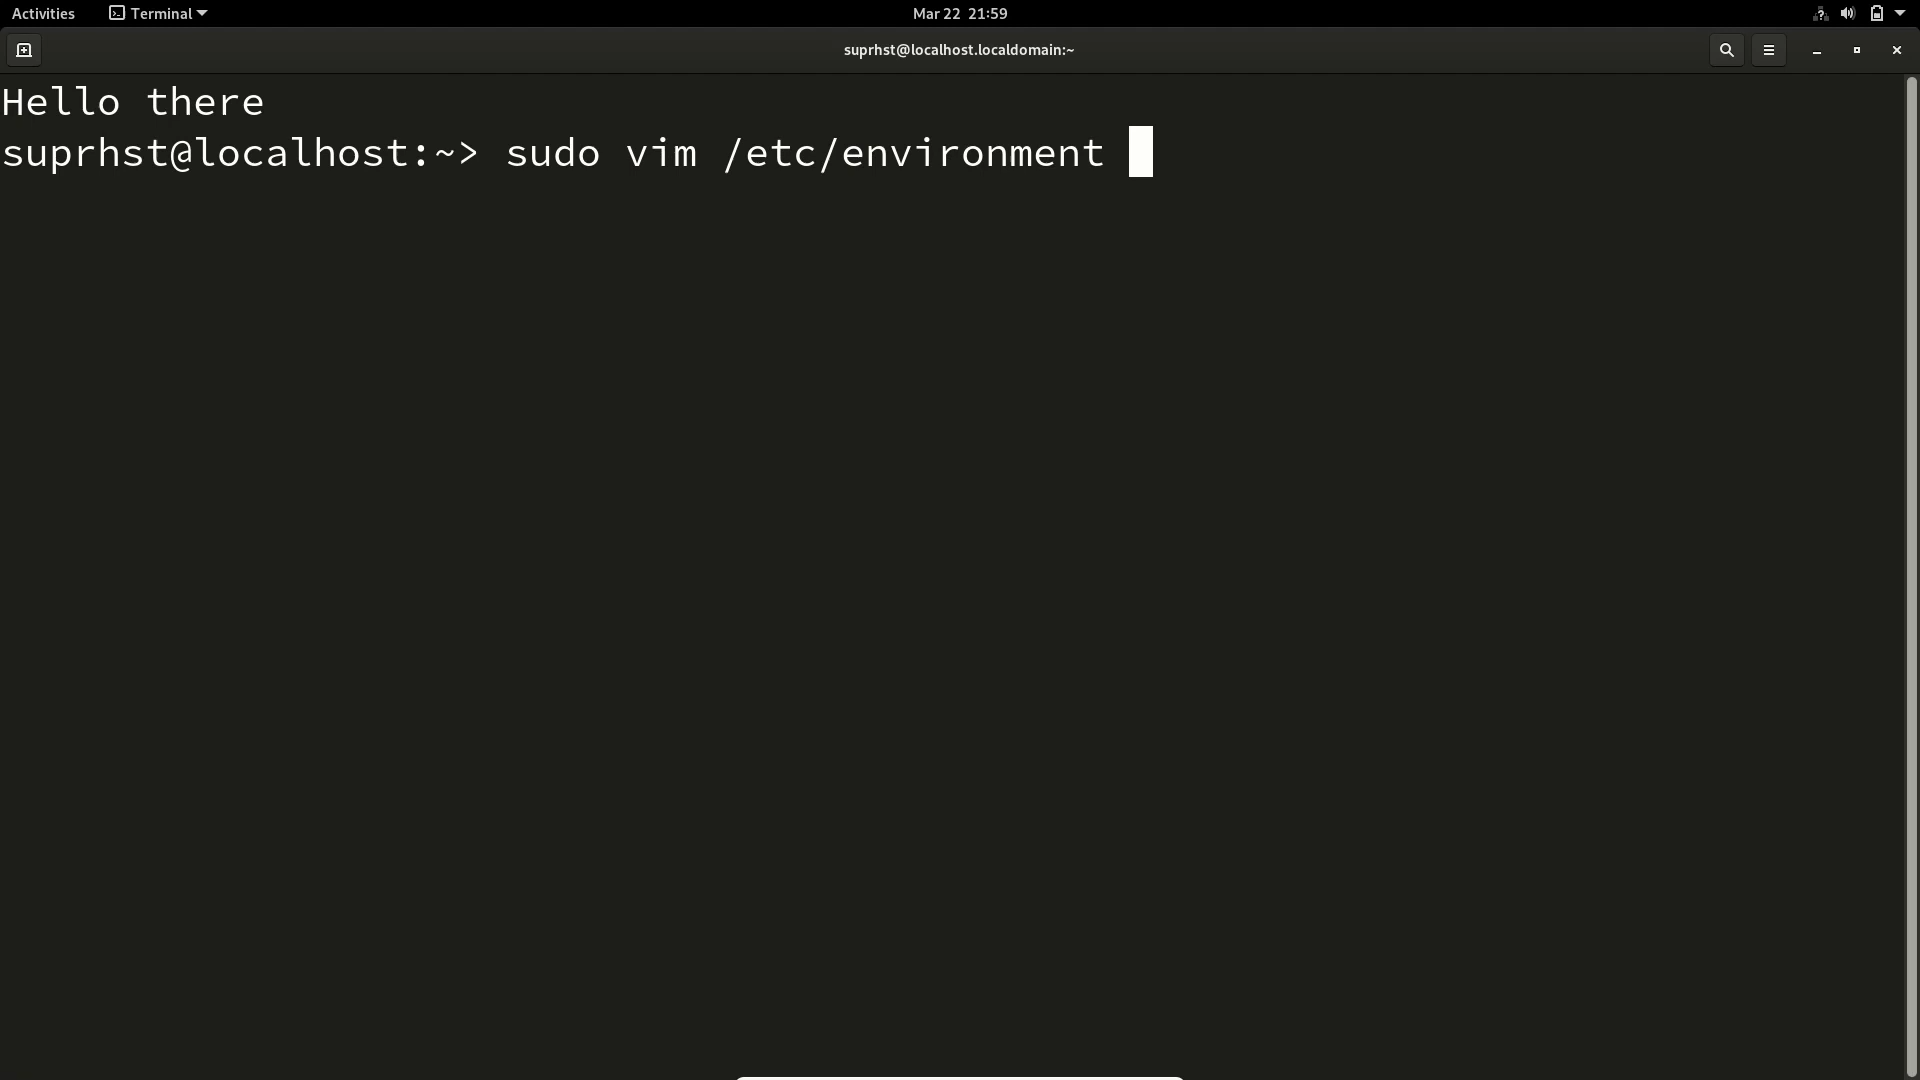 Activities Terminal Mar 22 21:59
suprhst@localhost.localdomain:~
Hello there
suprhst@localhost:~> sudo vim /etc/environment